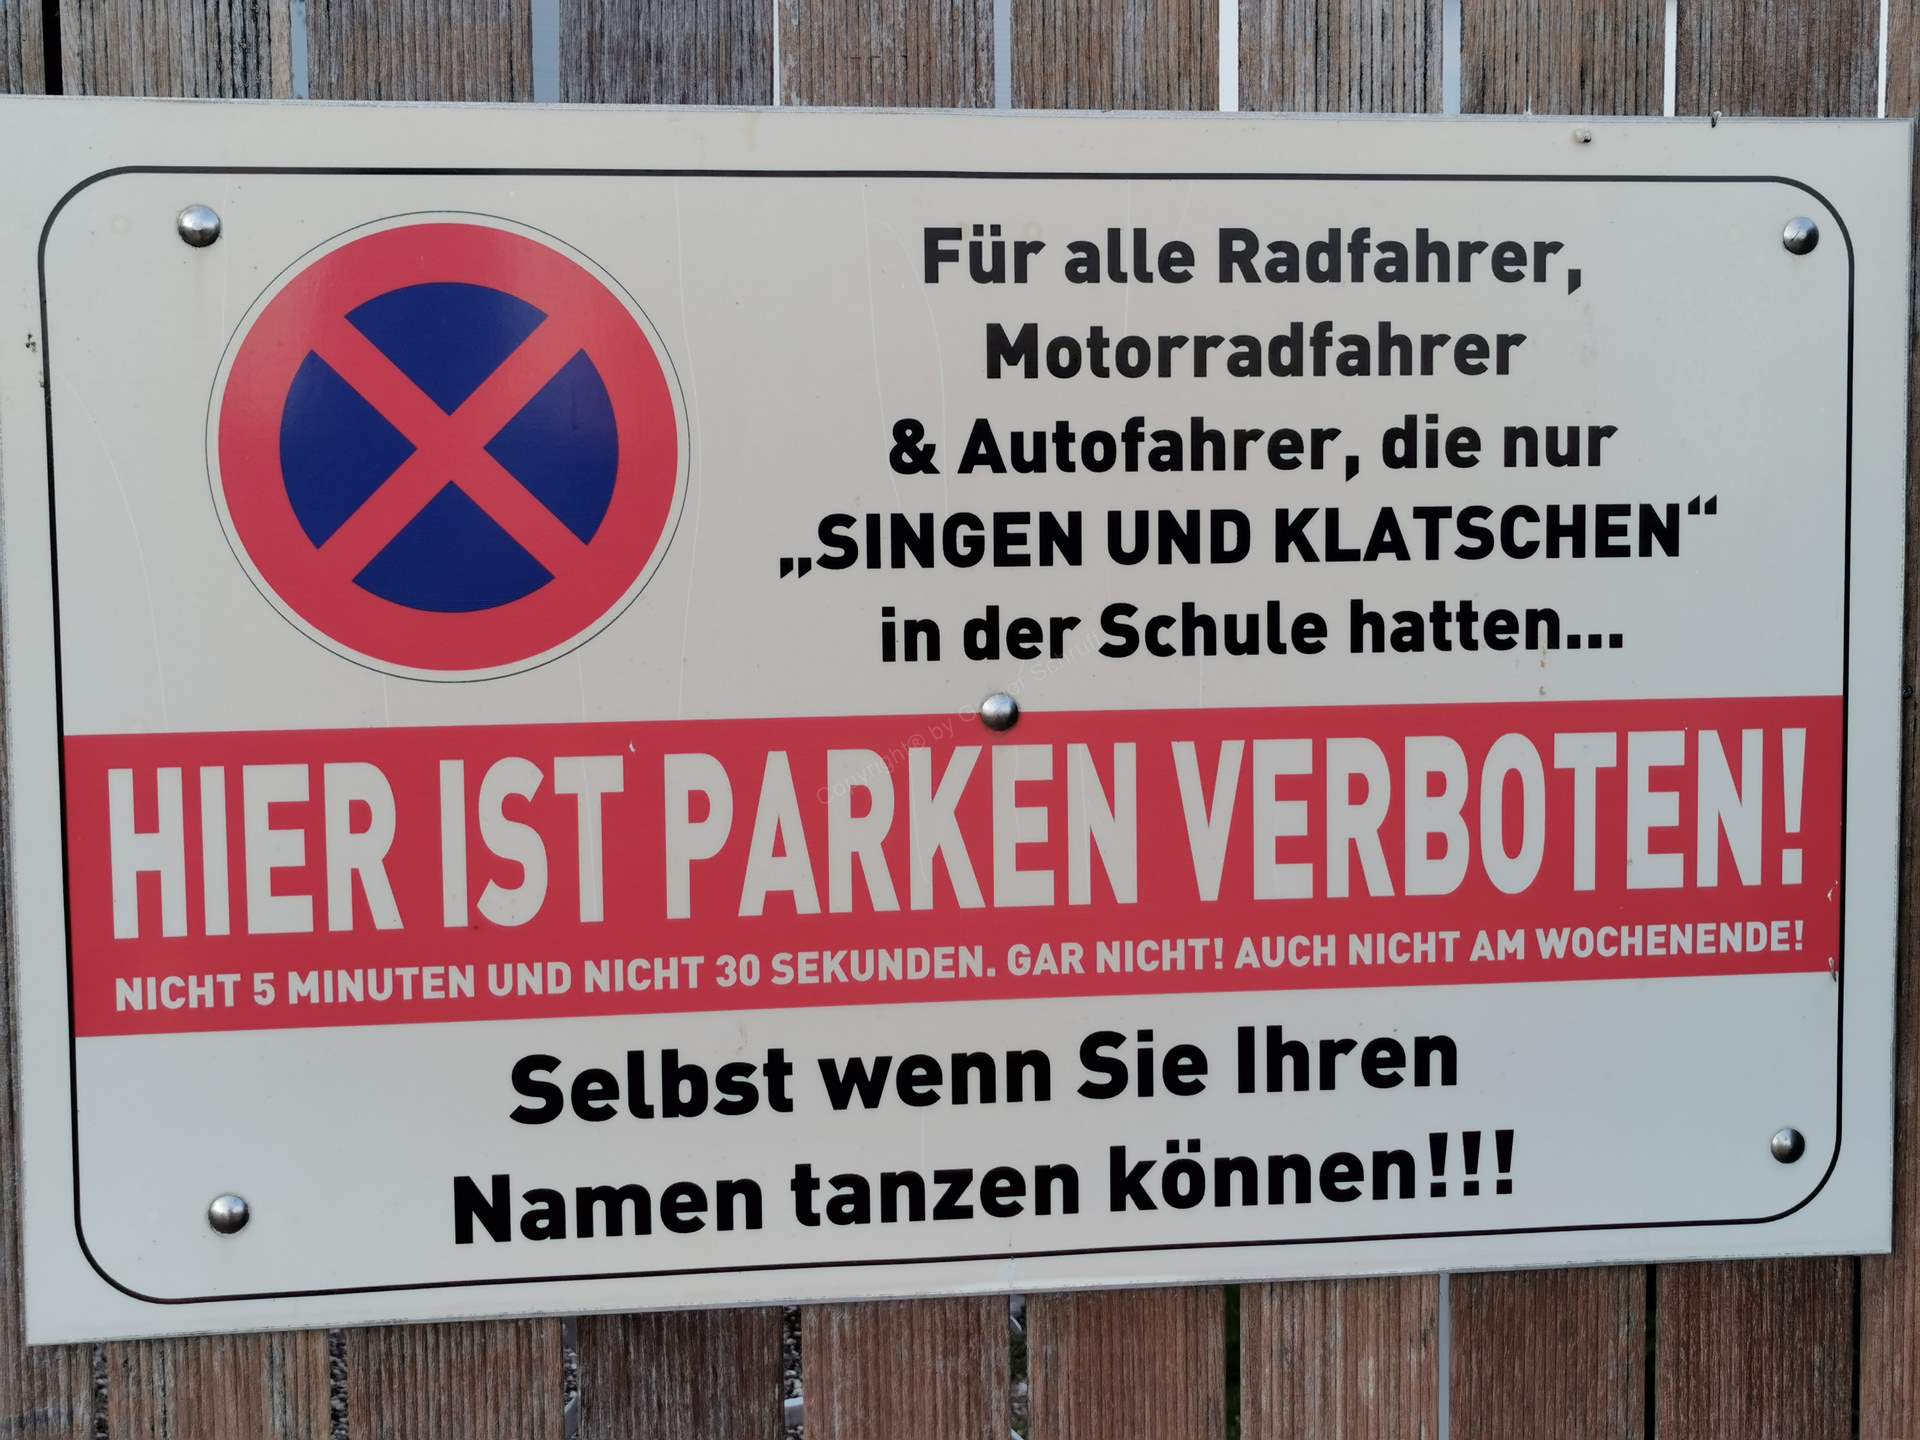 Für alle Radfahrer,
Motorradfahrer
& Autofahrer, die nur
„SINGEN UND KLATSCHEN“
in der Schule hatten...
HIER IST PARKEN VERBOTEN!
NICHT 5 MINUTEN UND NICHT 30 SEKUNDEN. GAR NICHT! AUCH NICHT AM WOCHENENDE!
Selbst wenn Sie Ihren
Namen tanzen können!!!
Copyright® by